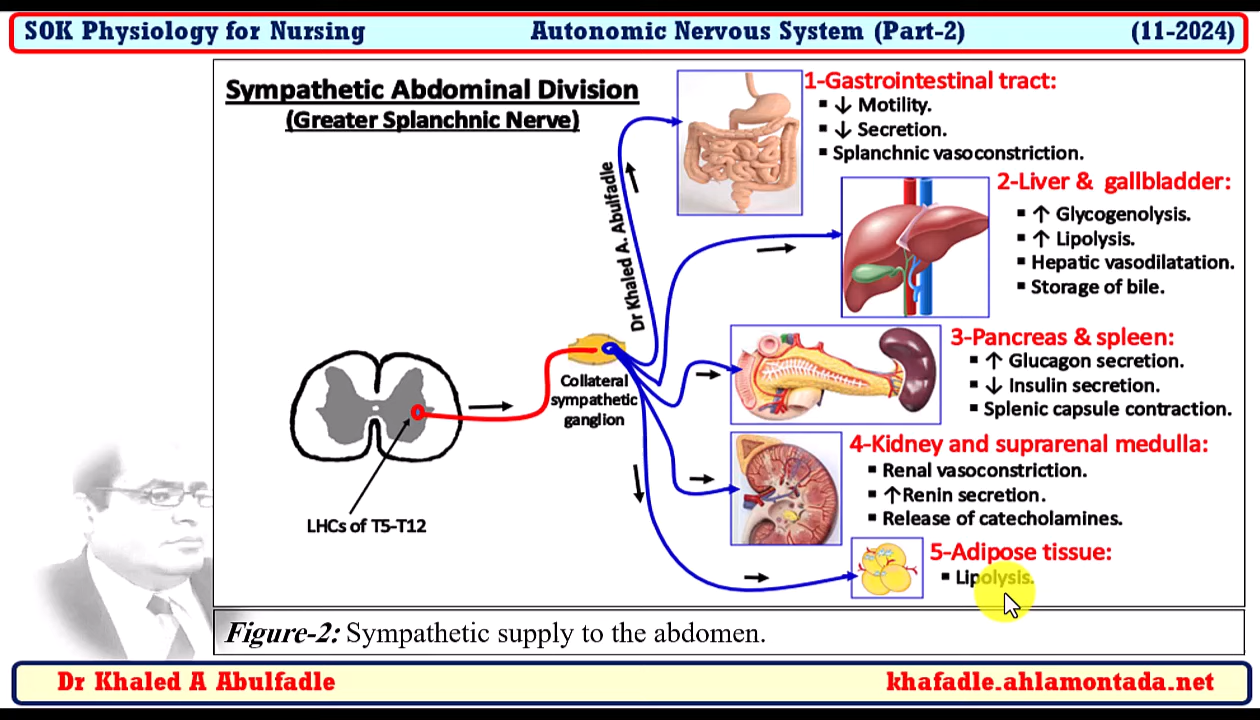 SOK Physiology for Nursing Autonomic Nervous System (Part-2) (11-2024)
Sympathetic Abdominal Division
(Greater Splanchnic Nerve)
1-Gastrointestinal tract:
▪ ↓ Motility.
▪ ↓ Secretion.
▪ Splanchnic vasoconstriction.
2-Liver & gallbladder:
▪ ↑ Glycogenolysis.
▪ ↑ Lipolysis.
▪ Hepatic vasodilatation.
▪ Storage of bile.
Dr Khaled A. Abulfadle
3-Pancreas & spleen:
▪ ↑ Glucagon secretion.
▪ ↓ Insulin secretion.
▪ Splenic capsule contraction.
Collateral
sympathetic
ganglion
4-Kidney and suprarenal medulla:
▪ Renal vasoconstriction.
▪ ↑Renin secretion.
▪ Release of catecholamines.
LHCs of T5-T12
5-Adipose tissue:
▪ Lipolysis.
Figure-2: Sympathetic supply to the abdomen.
Dr Khaled A Abulfadle khafadle.ahlamontada.net